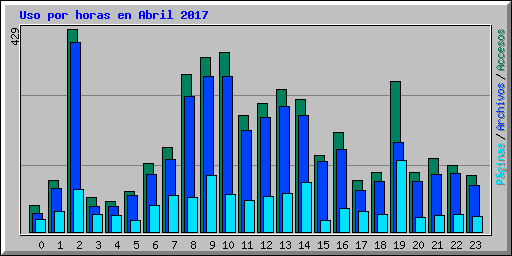 Uso por horas en Abril 2017
429
Páginas / Archivos / Accesos
0 1 2 3 4 5 6 7 8 9 10 11 12 13 14 15 16 17 18 19 20 21 22 23